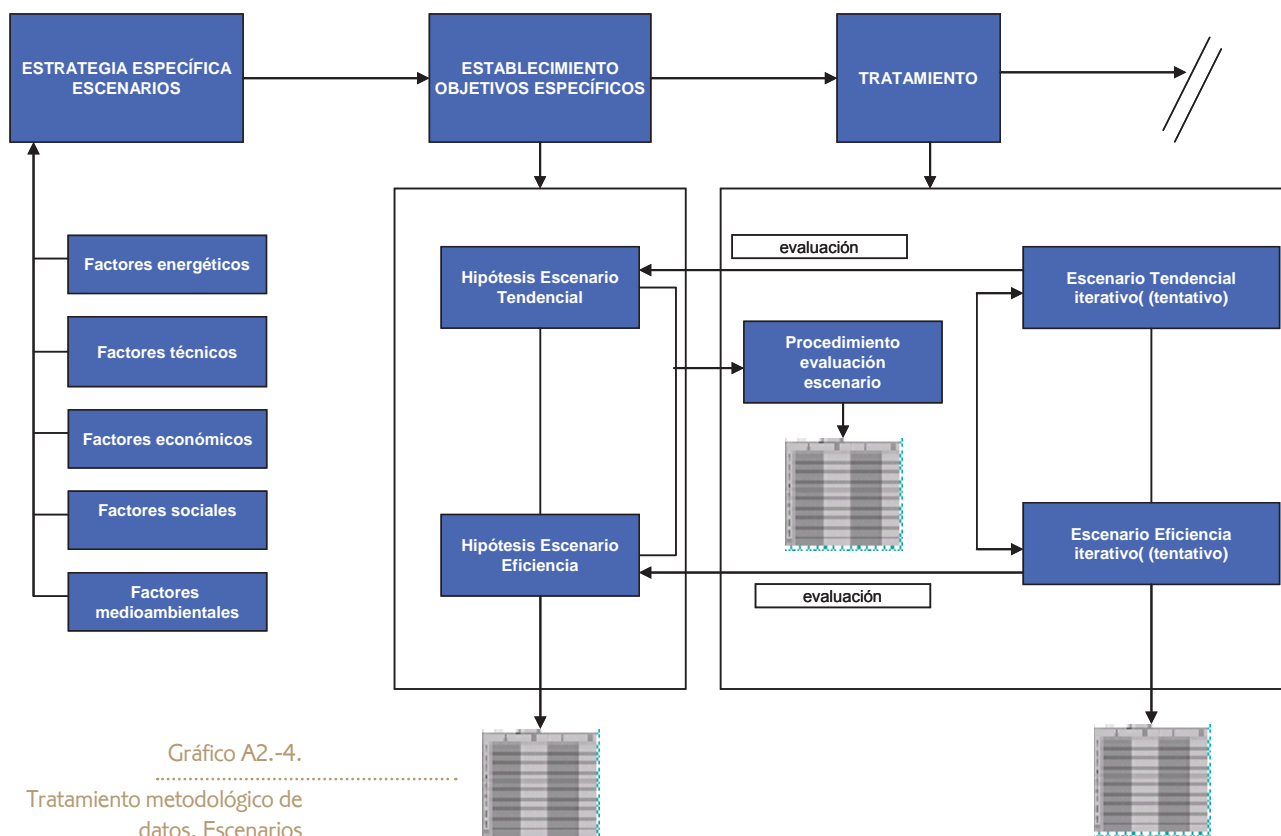 ESTRATEGIA ESPECÍFICA
ESCENARIOS
ESTABLECIMIENTO
OBJETIVOS ESPECÍFICOS
TRATAMIENTO
Factores energéticos
Factores técnicos
Factores económicos
Factores sociales
Factores
medioambientales
Hipótesis Escenario
Tendencial
Hipótesis Escenario
Eficiencia
evaluación
Procedimiento
evaluación
escenario
evaluación
Escenario Tendencial
iterativo( (tentativo)
Escenario Eficiencia
iterativo( (tentativo)
Gráfico A2.-4.
Tratamiento metodológico de
datos. Escenarios